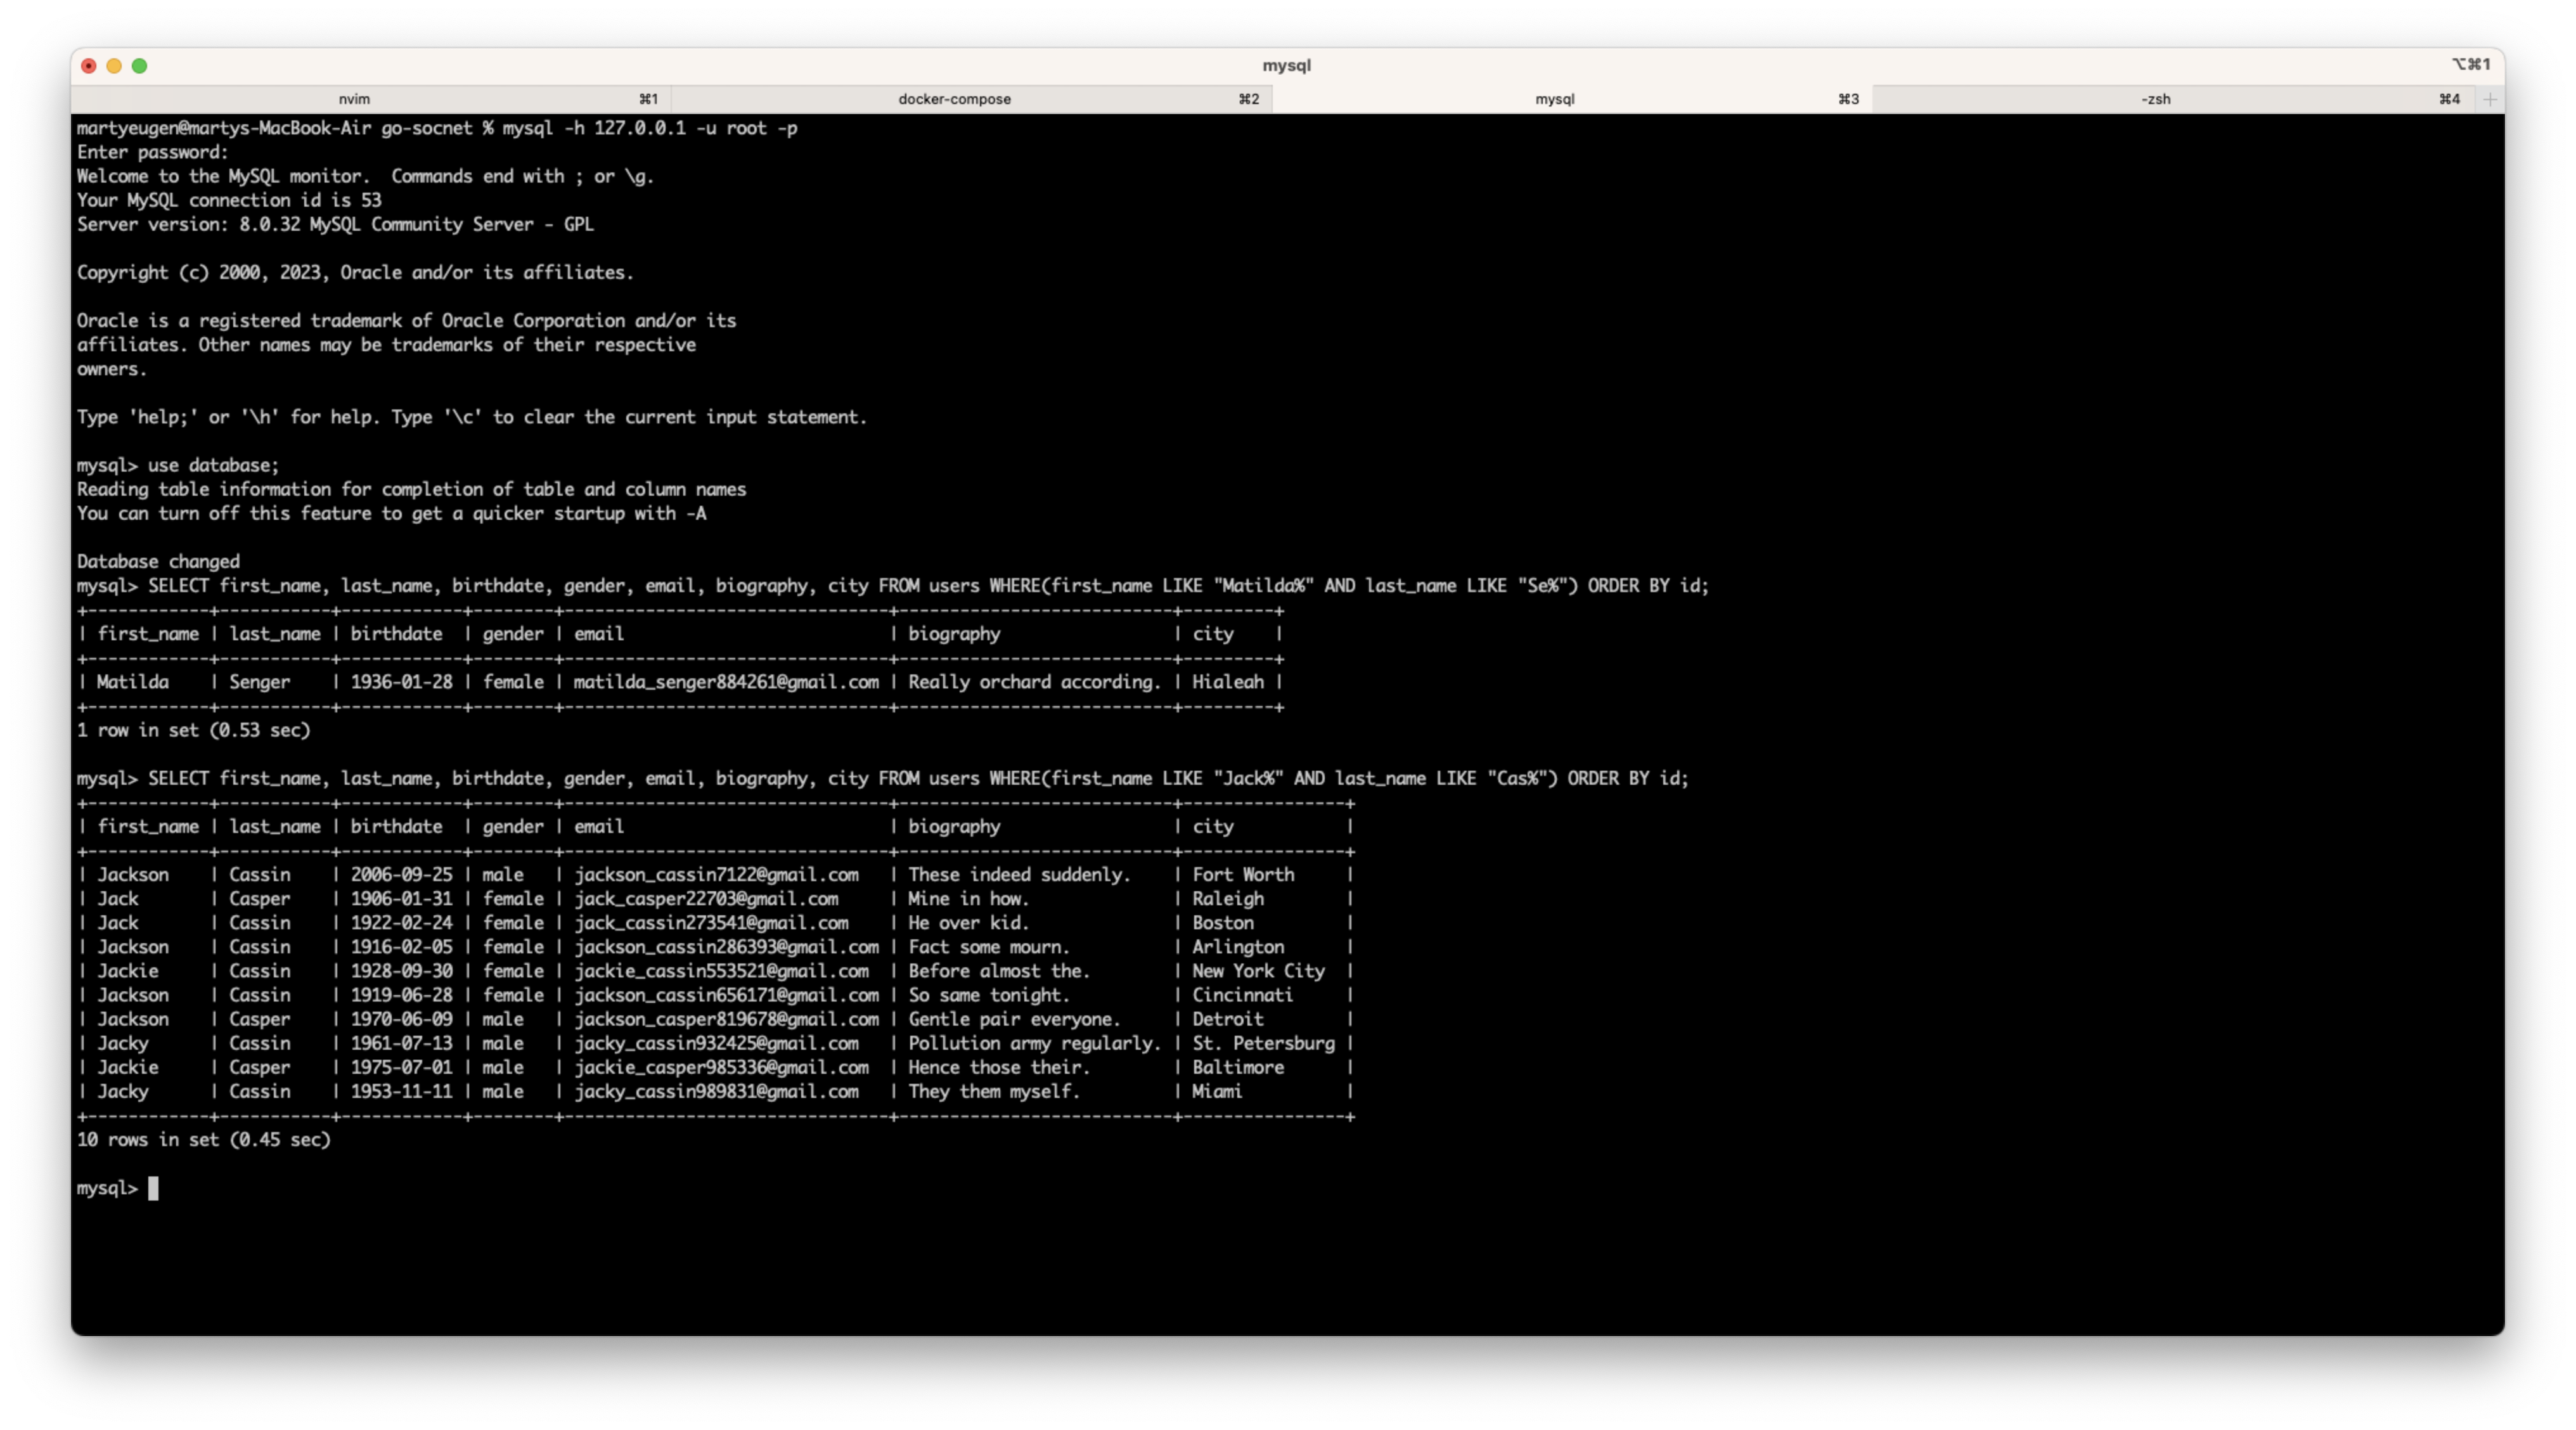 mysql
⌥⌘1
nvim ⌘1 docker-compose ⌘2 mysql ⌘3 -zsh ⌘4 +
martyeugen@martys-MacBook-Air go-socnet % mysql -h 127.0.0.1 -u root -p
Enter password:
Welcome to the MySQL monitor.  Commands end with ; or \g.
Your MySQL connection id is 53
Server version: 8.0.32 MySQL Community Server - GPL

Copyright (c) 2000, 2023, Oracle and/or its affiliates.

Oracle is a registered trademark of Oracle Corporation and/or its
affiliates. Other names may be trademarks of their respective
owners.

Type 'help;' or '\h' for help. Type '\c' to clear the current input statement.

mysql> use database;
Reading table information for completion of table and column names
You can turn off this feature to get a quicker startup with -A

Database changed
mysql> SELECT first_name, last_name, birthdate, gender, email, biography, city FROM users WHERE(first_name LIKE "Matilda%" AND last_name LIKE "Se%") ORDER BY id;
+------------+-----------+------------+--------+--------------------------------+---------------------------+---------+
| first_name | last_name | birthdate  | gender | email                          | biography                 | city    |
+------------+-----------+------------+--------+--------------------------------+---------------------------+---------+
| Matilda    | Senger    | 1936-01-28 | female | matilda_senger884261@gmail.com | Really orchard according. | Hialeah |
+------------+-----------+------------+--------+--------------------------------+---------------------------+---------+
1 row in set (0.53 sec)

mysql> SELECT first_name, last_name, birthdate, gender, email, biography, city FROM users WHERE(first_name LIKE "Jack%" AND last_name LIKE "Cas%") ORDER BY id;
+------------+-----------+------------+--------+--------------------------------+---------------------------+----------------+
| first_name | last_name | birthdate  | gender | email                          | biography                 | city           |
+------------+-----------+------------+--------+--------------------------------+---------------------------+----------------+
| Jackson    | Cassin    | 2006-09-25 | male   | jackson_cassin7122@gmail.com   | These indeed suddenly.    | Fort Worth     |
| Jack       | Casper    | 1906-01-31 | female | jack_casper22703@gmail.com     | Mine in how.              | Raleigh        |
| Jack       | Cassin    | 1922-02-24 | female | jack_cassin273541@gmail.com    | He over kid.              | Boston         |
| Jackson    | Cassin    | 1916-02-05 | female | jackson_cassin286393@gmail.com | Fact some mourn.          | Arlington      |
| Jackie     | Cassin    | 1928-09-30 | female | jackie_cassin553521@gmail.com  | Before almost the.        | New York City  |
| Jackson    | Cassin    | 1919-06-28 | female | jackson_cassin656171@gmail.com | So same tonight.          | Cincinnati     |
| Jackson    | Casper    | 1970-06-09 | male   | jackson_casper819678@gmail.com | Gentle pair everyone.     | Detroit        |
| Jacky      | Cassin    | 1961-07-13 | male   | jacky_cassin932425@gmail.com   | Pollution army regularly. | St. Petersburg |
| Jackie     | Casper    | 1975-07-01 | male   | jackie_casper985336@gmail.com  | Hence those their.        | Baltimore      |
| Jacky      | Cassin    | 1953-11-11 | male   | jacky_cassin989831@gmail.com   | They them myself.         | Miami          |
+------------+-----------+------------+--------+--------------------------------+---------------------------+----------------+
10 rows in set (0.45 sec)

mysql>